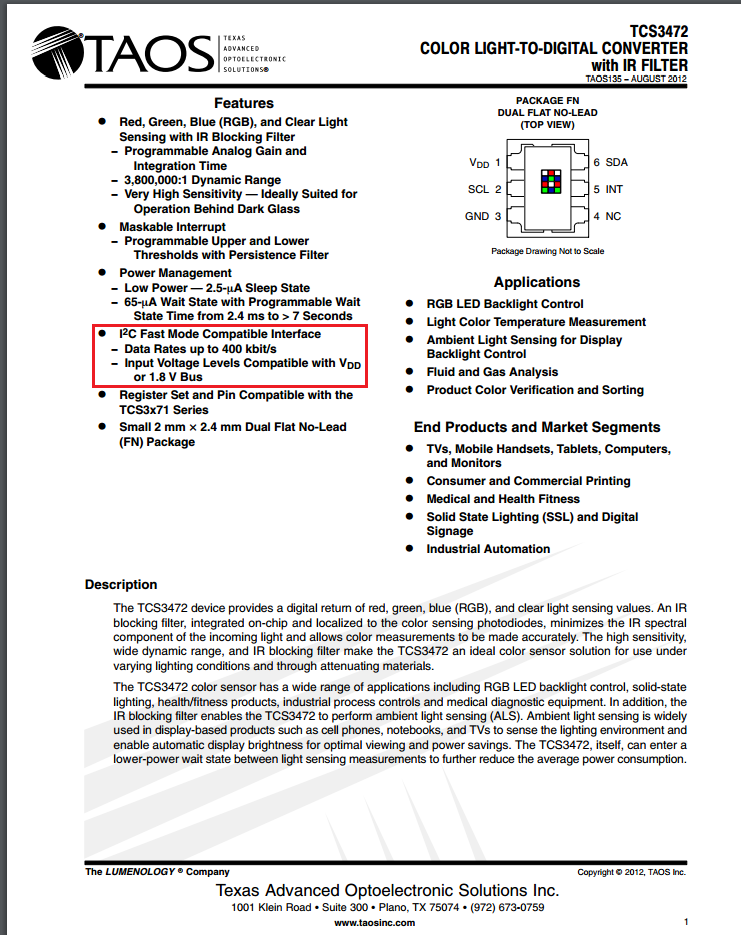 TAOS
TEXAS
ADVANCED
OPTOELECTRONIC
SOLUTIONS®
TCS3472
COLOR LIGHT-TO-DIGITAL CONVERTER
with IR FILTER
TAOS135 – AUGUST 2012
Features
● Red, Green, Blue (RGB), and Clear Light
Sensing with IR Blocking Filter
– Programmable Analog Gain and
Integration Time
– 3,800,000:1 Dynamic Range
– Very High Sensitivity — Ideally Suited for
Operation Behind Dark Glass
● Maskable Interrupt
– Programmable Upper and Lower
Thresholds with Persistence Filter
● Power Management
– Low Power — 2.5-μA Sleep State
– 65-μA Wait State with Programmable Wait
State Time from 2.4 ms to > 7 Seconds
● I²C Fast Mode Compatible Interface
– Data Rates up to 400 kbit/s
– Input Voltage Levels Compatible with VDD
or 1.8 V Bus
● Register Set and Pin Compatible with the
TCS3x71 Series
● Small 2 mm × 2.4 mm Dual Flat No-Lead
(FN) Package
PACKAGE FN
DUAL FLAT NO-LEAD
(TOP VIEW)
VDD 1
6 SDA
SCL 2
5 INT
GND 3
4 NC
Package Drawing Not to Scale
Applications
● RGB LED Backlight Control
● Light Color Temperature Measurement
● Ambient Light Sensing for Display
Backlight Control
● Fluid and Gas Analysis
● Product Color Verification and Sorting
End Products and Market Segments
● TVs, Mobile Handsets, Tablets, Computers,
and Monitors
● Consumer and Commercial Printing
● Medical and Health Fitness
● Solid State Lighting (SSL) and Digital
Signage
● Industrial Automation
Description
The TCS3472 device provides a digital return of red, green, blue (RGB), and clear light sensing values. An IR
blocking filter, integrated on-chip and localized to the color sensing photodiodes, minimizes the IR spectral
component of the incoming light and allows color measurements to be made accurately. The high sensitivity,
wide dynamic range, and IR blocking filter make the TCS3472 an ideal color sensor solution for use under
varying lighting conditions and through attenuating materials.
The TCS3472 color sensor has a wide range of applications including RGB LED backlight control, solid-state
lighting, health/fitness products, industrial process controls and medical diagnostic equipment. In addition, the
IR blocking filter enables the TCS3472 to perform ambient light sensing (ALS). Ambient light sensing is widely
used in display-based products such as cell phones, notebooks, and TVs to sense the lighting environment and
enable automatic display brightness for optimal viewing and power savings. The TCS3472, itself, can enter a
lower-power wait state between light sensing measurements to further reduce the average power consumption.
The LUMENOLOGY ® Company
Copyright © 2012, TAOS Inc.
Texas Advanced Optoelectronic Solutions Inc.
1001 Klein Road • Suite 300 • Plano, TX 75074 • (972) 673-0759
www.taosinc.com
1